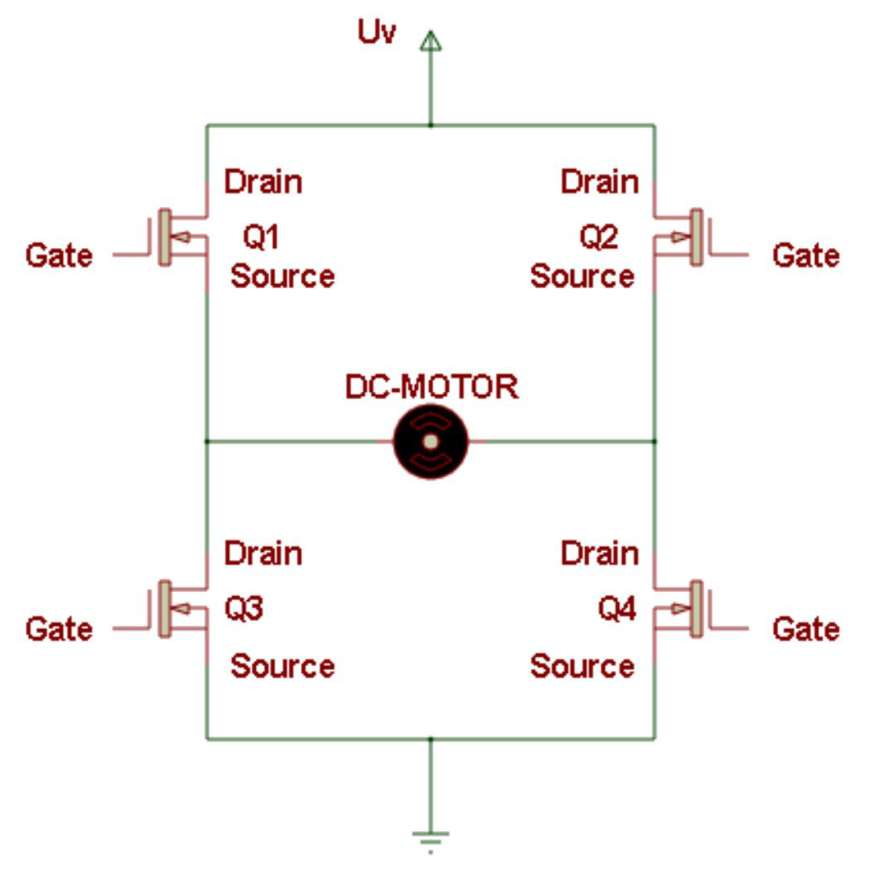 Uv
Drain
Drain
Gate
Q1
Q2
Gate
Source
Source
DC-MOTOR
Drain
Drain
Gate
Q3
Q4
Gate
Source
Source